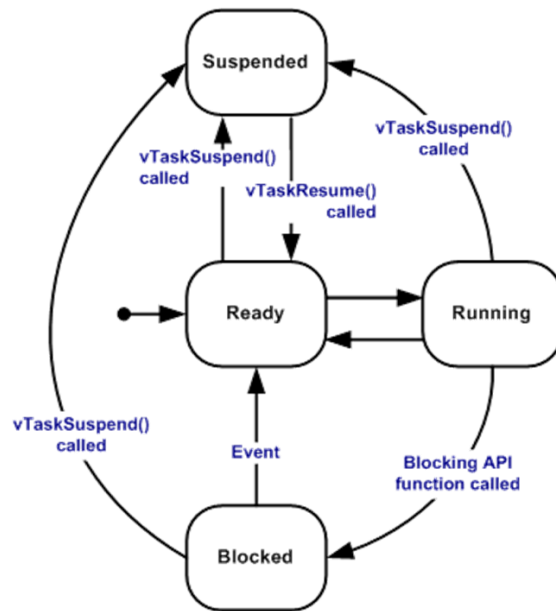 Suspended
vTaskSuspend()
called
vTaskSuspend()
called
vTaskResume()
called
Ready
Running
vTaskSuspend()
called
Event
Blocking API
function called
Blocked